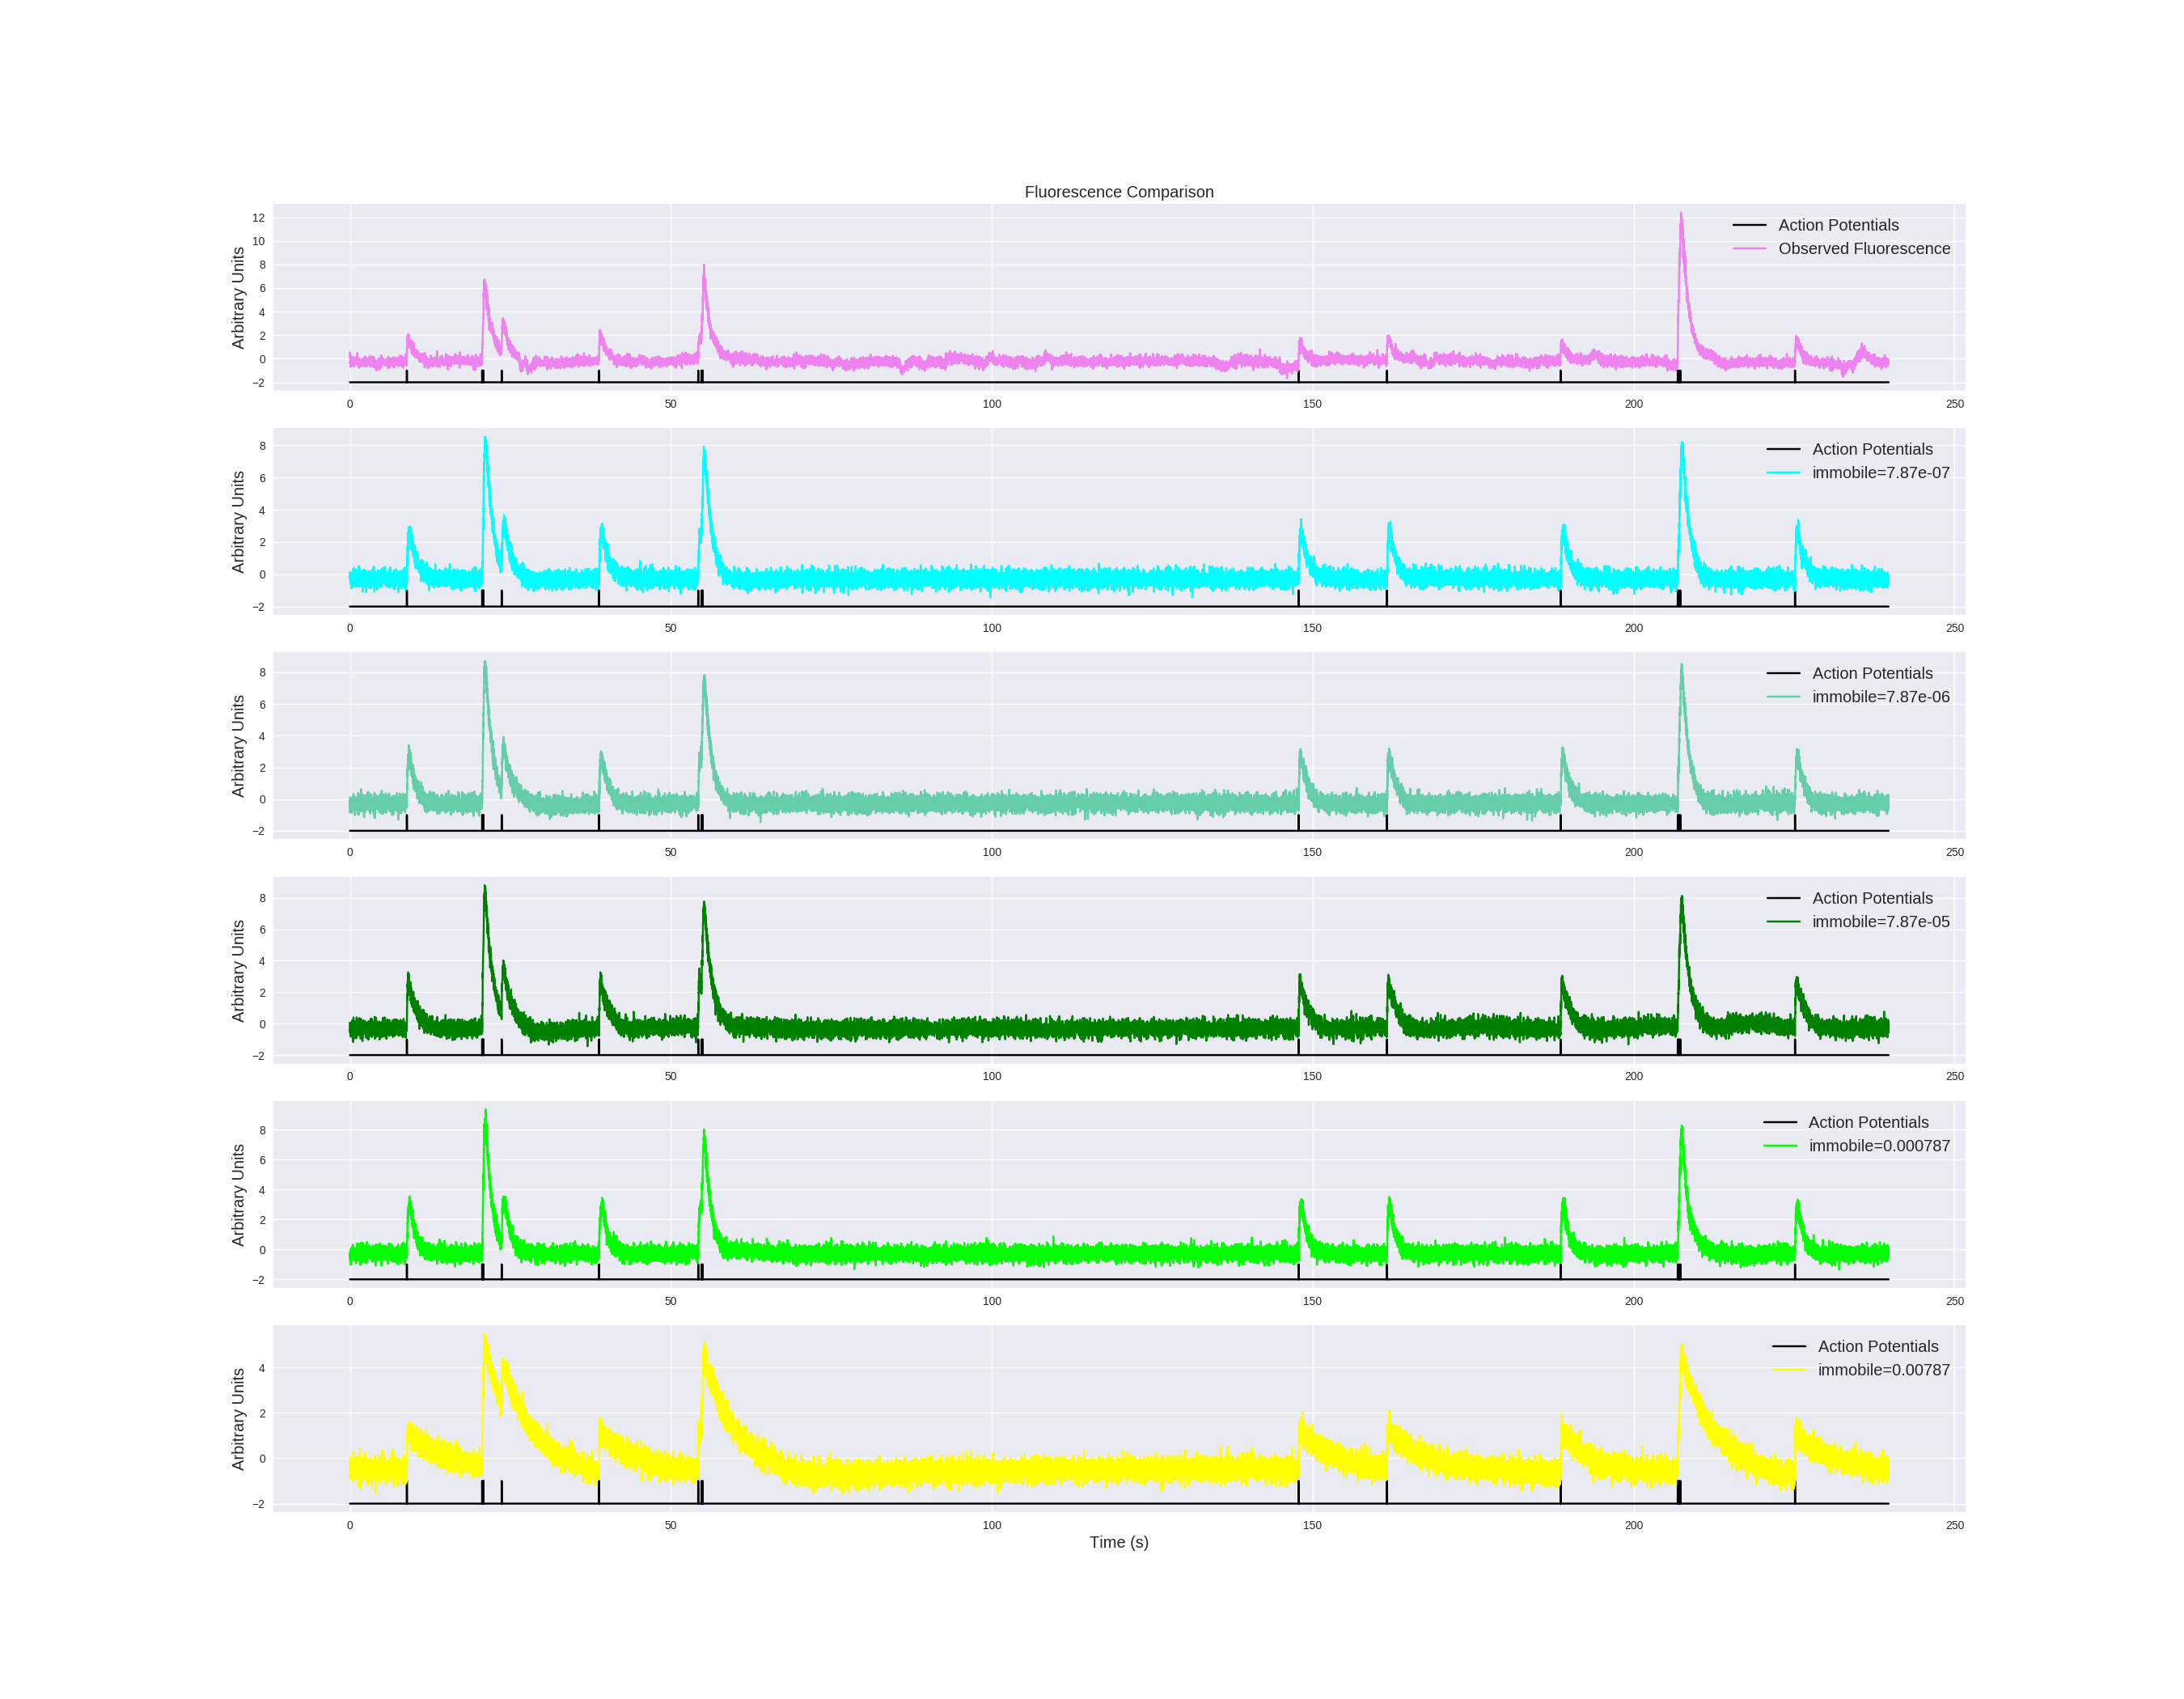 Fluorescence Comparison
12
10
8
6
4
2
0
−2
Arbitrary Units
Action Potentials
Observed Fluorescence
0 50 100 150 200 250
8
6
4
2
0
−2
Arbitrary Units
Action Potentials
immobile=7.87e-07
0 50 100 150 200 250
8
6
4
2
0
−2
Arbitrary Units
Action Potentials
immobile=7.87e-06
0 50 100 150 200 250
8
6
4
2
0
−2
Arbitrary Units
Action Potentials
immobile=7.87e-05
0 50 100 150 200 250
8
6
4
2
0
−2
Arbitrary Units
Action Potentials
immobile=0.000787
0 50 100 150 200 250
4
2
0
−2
Arbitrary Units
Action Potentials
immobile=0.00787
0 50 100 150 200 250
Time (s)